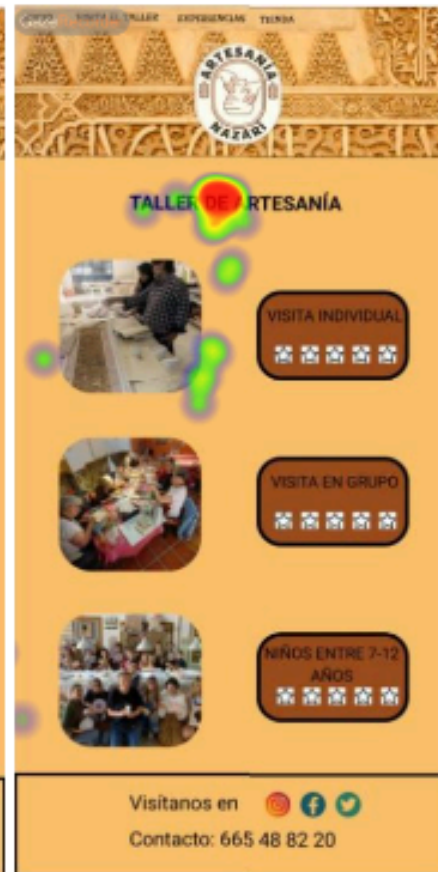 VISITA EL TALLER EXPERIENCIAS TIENDA
ARTESANÍA
NAZARÍ
TALLER DE ARTESANÍA
VISITA INDIVIDUAL
VISITA EN GRUPO
NIÑOS ENTRE 7-12
AÑOS
Visítanos en
Contacto: 665 48 82 20